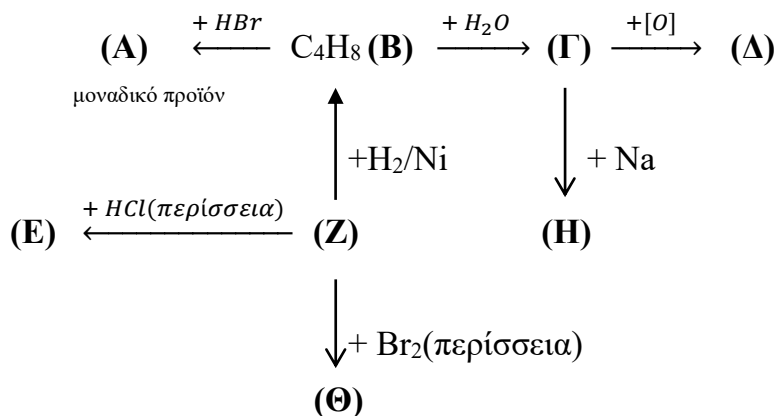 (Α) + HBr C₄H₈ (Β) + H₂O (Γ) +[O] (Δ)
μοναδικό προϊόν
+H₂/Ni + Na
(Ε) + HCl(περίσσεια) (Ζ) (Η)
+ Br₂(περίσσεια)
(Θ)